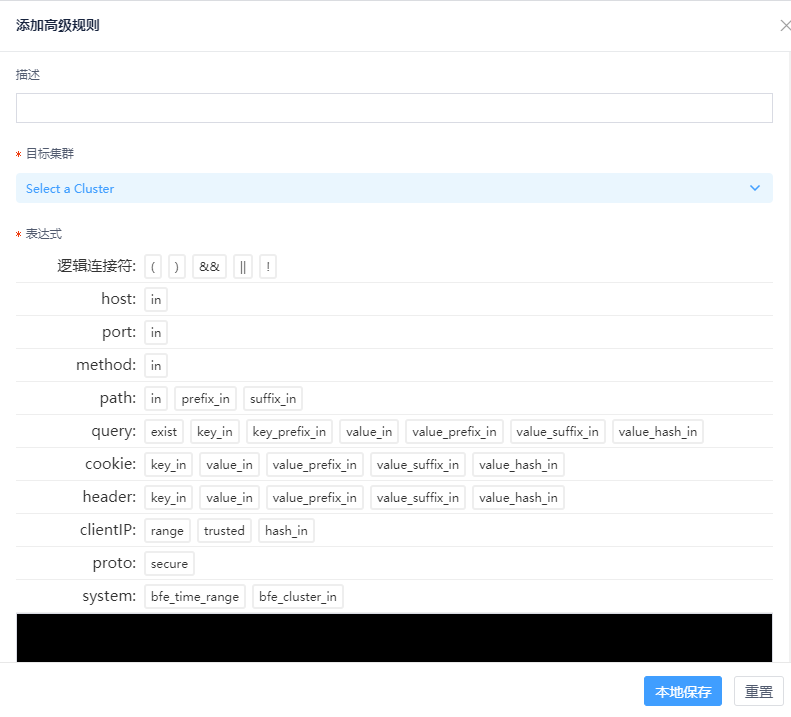 添加高级规则
描述
* 目标集群
Select a Cluster
* 表达式
逻辑连接符: ( ) && || !
host: in
port: in
method: in
path: in prefix_in suffix_in
query: exist key_in key_prefix_in value_in value_prefix_in value_suffix_in value_hash_in
cookie: key_in value_in value_prefix_in value_suffix_in value_hash_in
header: key_in value_in value_prefix_in value_suffix_in value_hash_in
clientIP: range trusted hash_in
proto: secure
system: bfe_time_range bfe_cluster_in
本地保存 重置